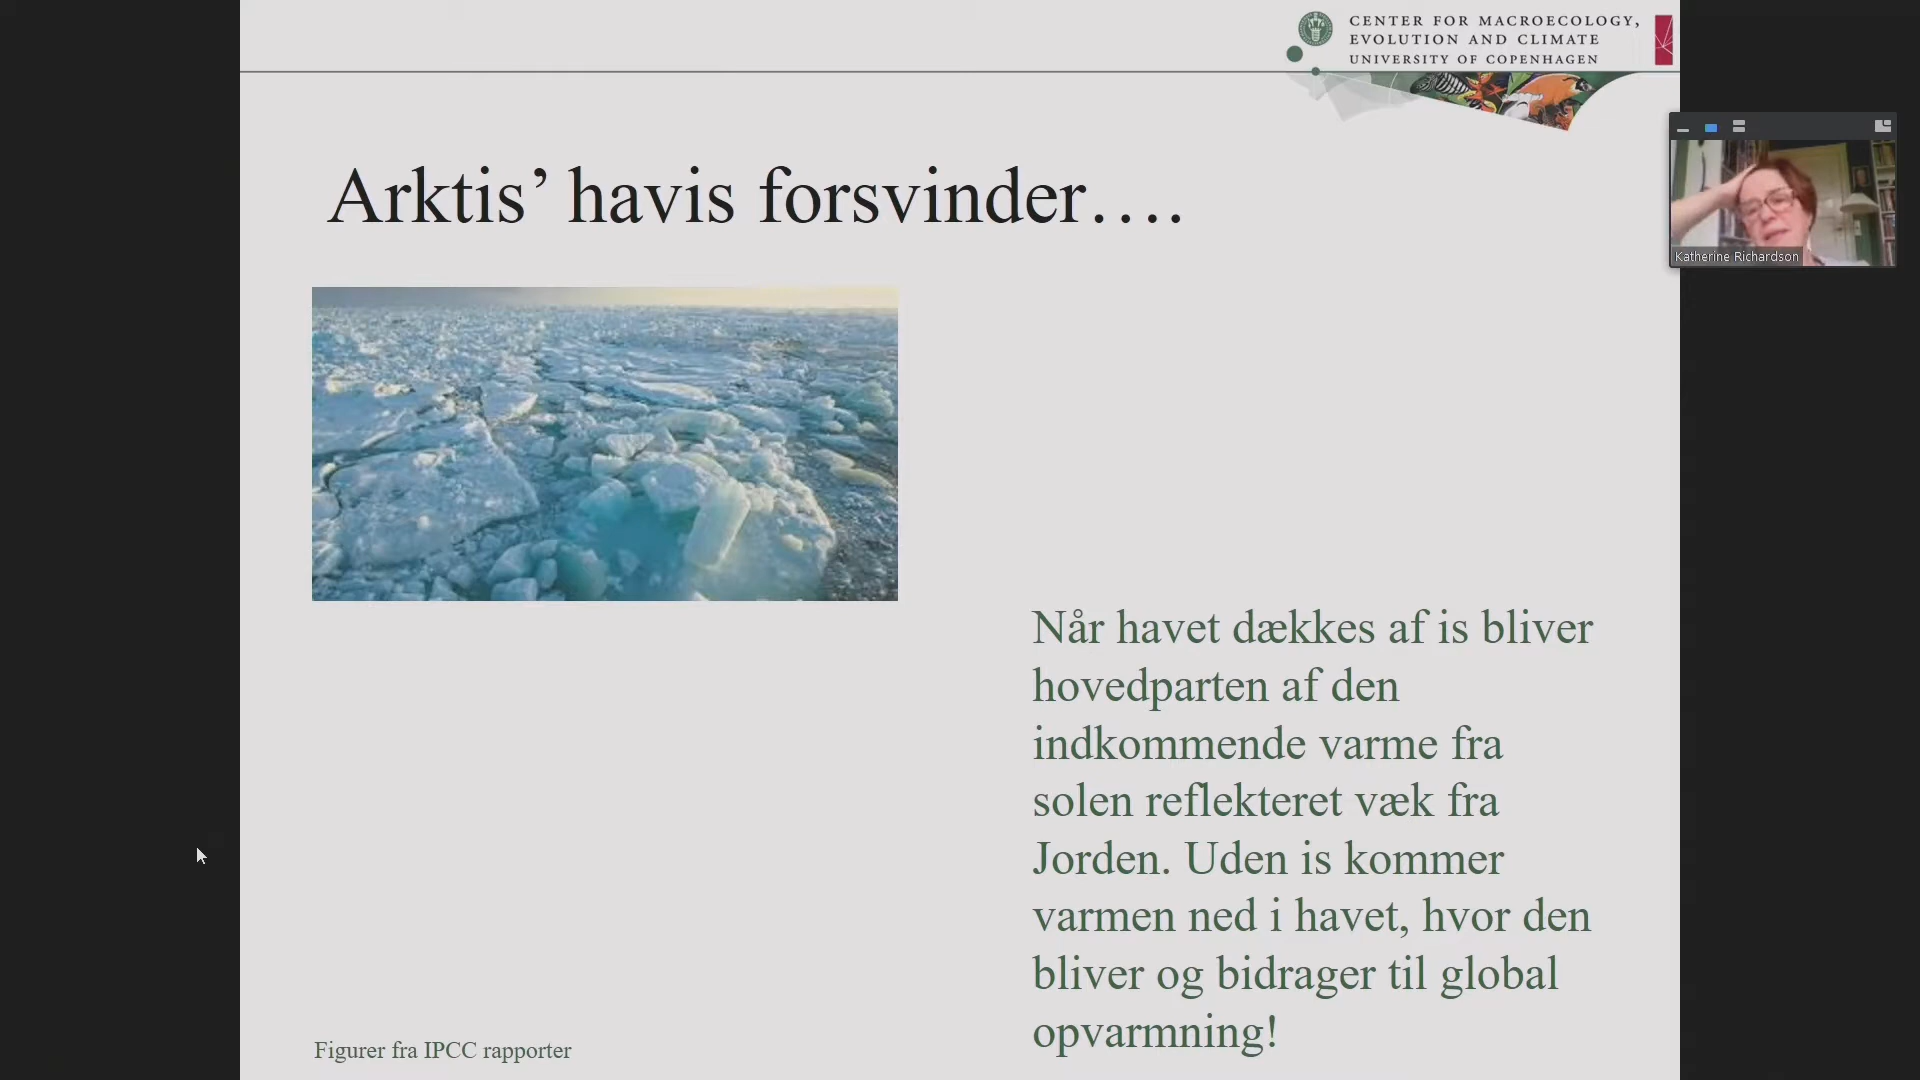 CENTER FOR MACROECOLOGY,
EVOLUTION AND CLIMATE
UNIVERSITY OF COPENHAGEN
Arktis’ havis forsvinder….
Katherine Richardson
Når havet dækkes af is bliver
hovedparten af den
indkommende varme fra
solen reflekteret væk fra
Jorden. Uden is kommer
varmen ned i havet, hvor den
bliver og bidrager til global
opvarmning!
Figurer fra IPCC rapporter